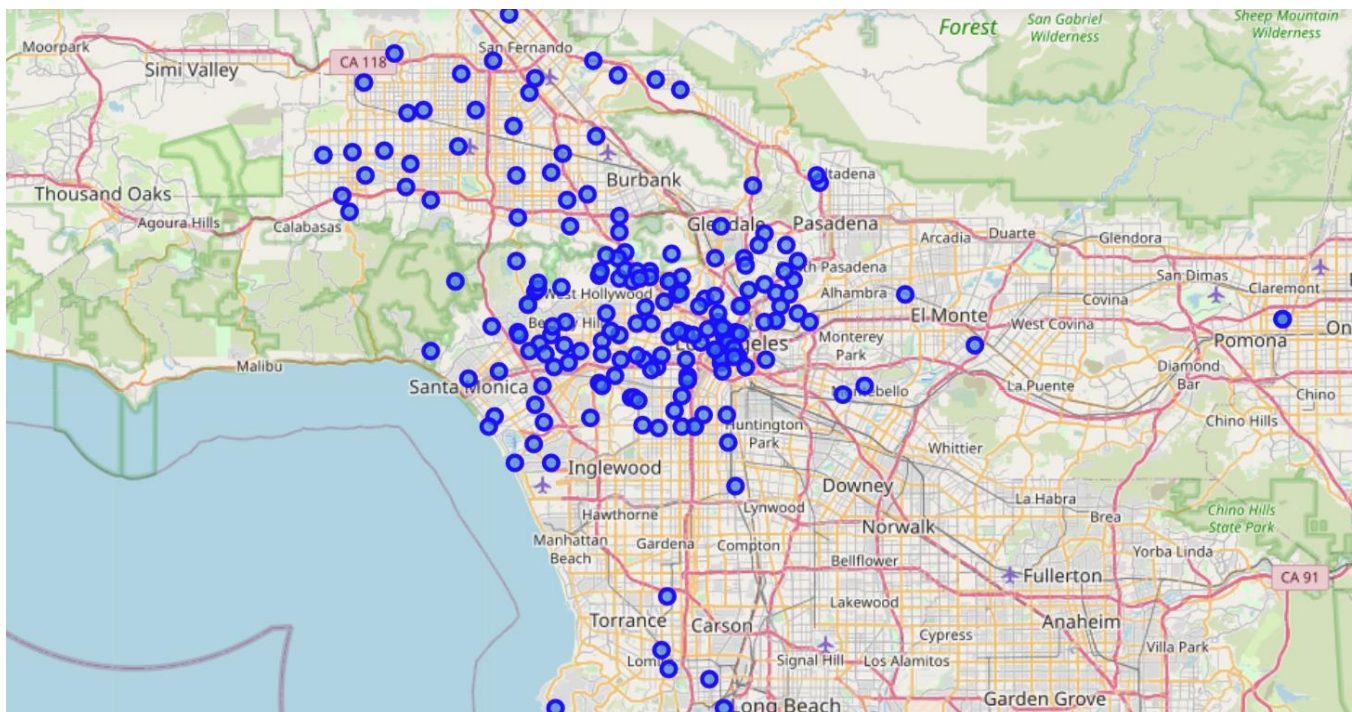 Forest
San Gabriel
Wilderness
Sheep Mountain
Wilderness
Moorpark
Simi Valley
CA 118
San Fernando
Thousand Oaks
Agoura Hills
Calabasas
Burbank
Glendale
Pasadena
Arcadia
Duarte
Glendora
San Dimas
Claremont
Alhambra
West Hollywood
El Monte
Covina
West Covina
Pomona
Monterey
Park
Malibu
Santa Monica
La Puente
Diamond
Bar
Chino
Huntington
Park
Whittier
Chino Hills
Inglewood
Downey
La Habra
Brea
Chino Hills
State Park
Hawthorne
Lynwood
Norwalk
Manhattan
Beach
Gardena
Compton
Bellflower
Yorba Linda
Fullerton
CA 91
Lakewood
Torrance
Carson
Cypress
Anaheim
Villa Park
Signal Hill
Los Alamitos
Long Beach
Garden Grove